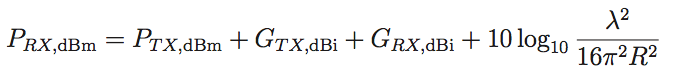 P_{RX,dBm} = P_{TX,dBm} + G_{TX,dBi} + G_{RX,dBi} + 10 log_{10} \frac{λ^2}{16π^2R^2}